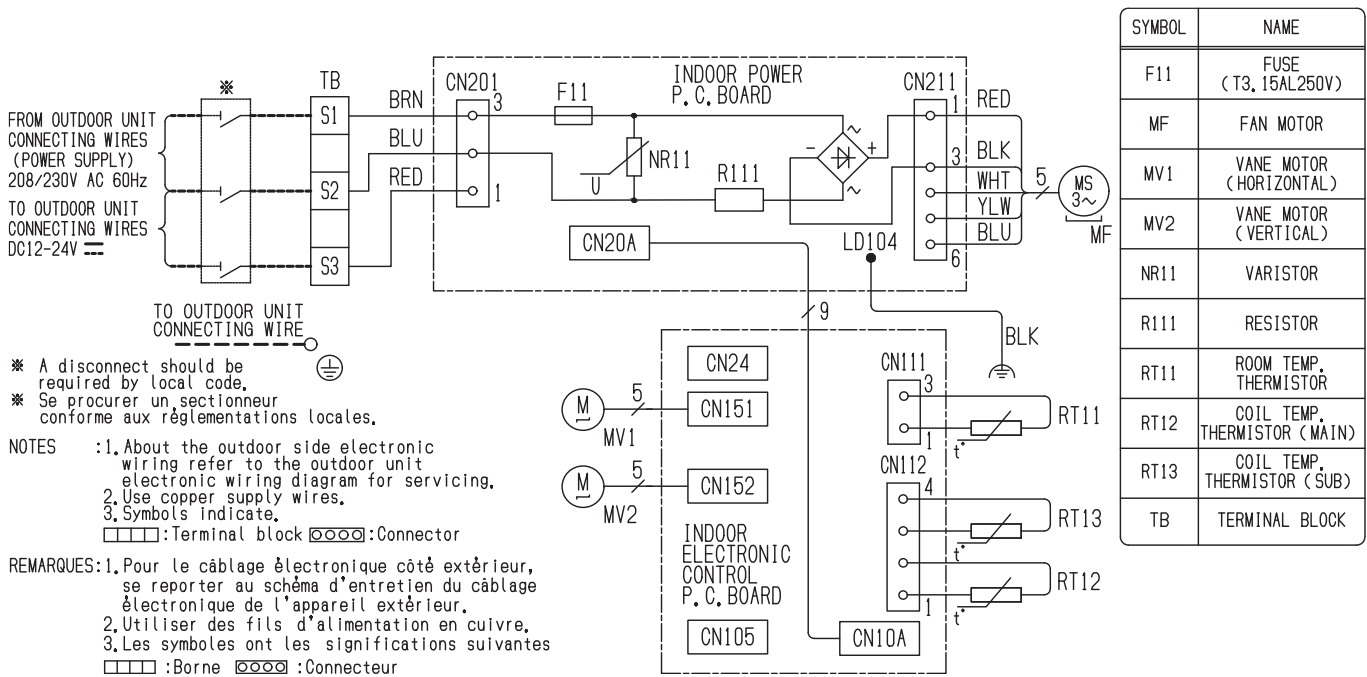 ※
TB
FROM OUTDOOR UNIT
CONNECTING WIRES
(POWER SUPPLY)
208/230V AC 60Hz
TO OUTDOOR UNIT
CONNECTING WIRES
DC12-24V
S1
S2
S3
BRN
BLU
RED
CN201
3
1
F11
INDOOR POWER
P.C.BOARD
NR11
U
R111
~
-
+
~
CN211
1
3
6
RED
BLK
WHT
YLW
BLU
5
MS
3~
MF
CN20A
LD104
9
BLK
TO OUTDOOR UNIT
CONNECTING WIRE
※ A disconnect should be
required by local code.
※ Se procurer un sectionneur
conforme aux réglementations locales.
NOTES :1.About the outdoor side electronic
wiring refer to the outdoor unit
electronic wiring diagram for servicing.
2.Use copper supply wires.
3.Symbols indicate.
:Terminal block :Connector
REMARQUES:1.Pour le câblage électronique côté extérieur,
se reporter au schéma d'entretien du câblage
électronique de l'appareil extérieur.
2.Utiliser des fils d'alimentation en cuivre.
3.Les symboles ont les significations suivantes
:Borne :Connecteur
M
5
MV1
M
5
MV2
CN24
CN151
CN152
INDOOR
ELECTRONIC
CONTROL
P.C.BOARD
CN105
CN10A
CN111
3
1
t°
RT11
CN112
4
1
t°
RT13
t°
RT12
SYMBOL NAME
F11 FUSE
(T3.15AL250V)
MF FAN MOTOR
MV1 VANE MOTOR
(HORIZONTAL)
MV2 VANE MOTOR
(VERTICAL)
NR11 VARISTOR
R111 RESISTOR
RT11 ROOM TEMP.
THERMISTOR
RT12 COIL TEMP.
THERMISTOR (MAIN)
RT13 COIL TEMP.
THERMISTOR (SUB)
TB TERMINAL BLOCK